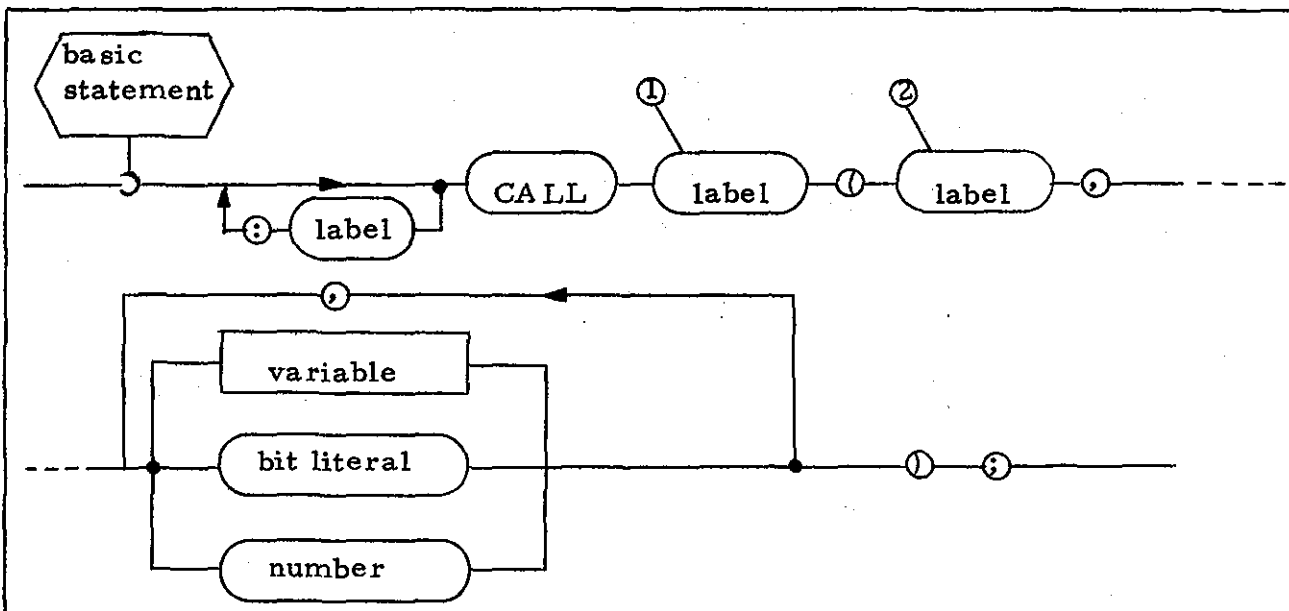 basic
statement
① ②
CALL label ( label ,
: label
,
variable
bit literal ) ;
number